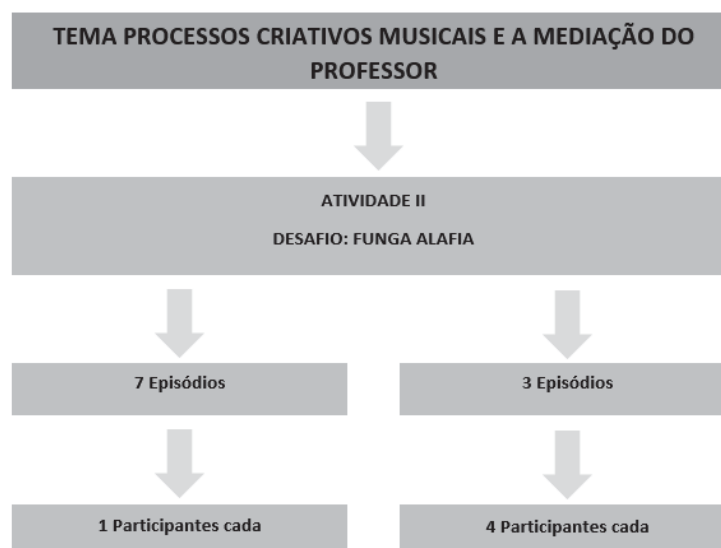 TEMA PROCESSOS CRIATIVOS MUSICAIS E A MEDIAÇÃO DO
PROFESSOR
ATIVIDADE II
DESAFIO: FUNGA ALAFIA
7 Episódios
3 Episódios
1 Participantes cada
4 Participantes cada